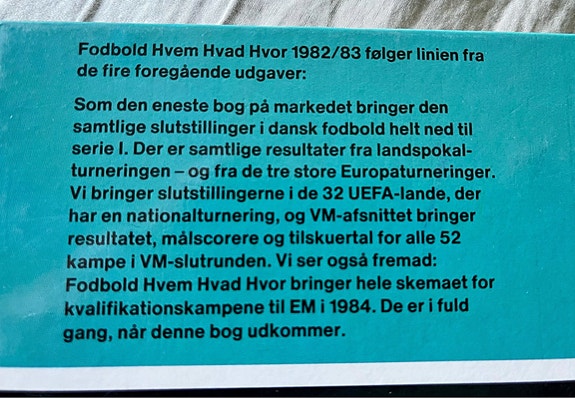 Fodbold Hvem Hvad Hvor 1982/83 følger linien fra
de fire foregående udgaver:
Som den eneste bog på markedet bringer den
samtlige slutstillinger i dansk fodbold helt ned til
serie I. Der er samtlige resultater fra landspokal-
turneringen – og fra de tre store Europaturneringer.
Vi bringer slutstillingerne i de 32 UEFA-lande, der
har en nationalturnering, og VM-afsnittet bringer
resultatet, målscorere og tilskuertal for alle 52
kampe i VM-slutrunden. Vi ser også fremad:
Fodbold Hvem Hvad Hvor bringer hele skemaet for
kvalifikationskampene til EM i 1984. De er i fuld
gang, når denne bog udkommer.